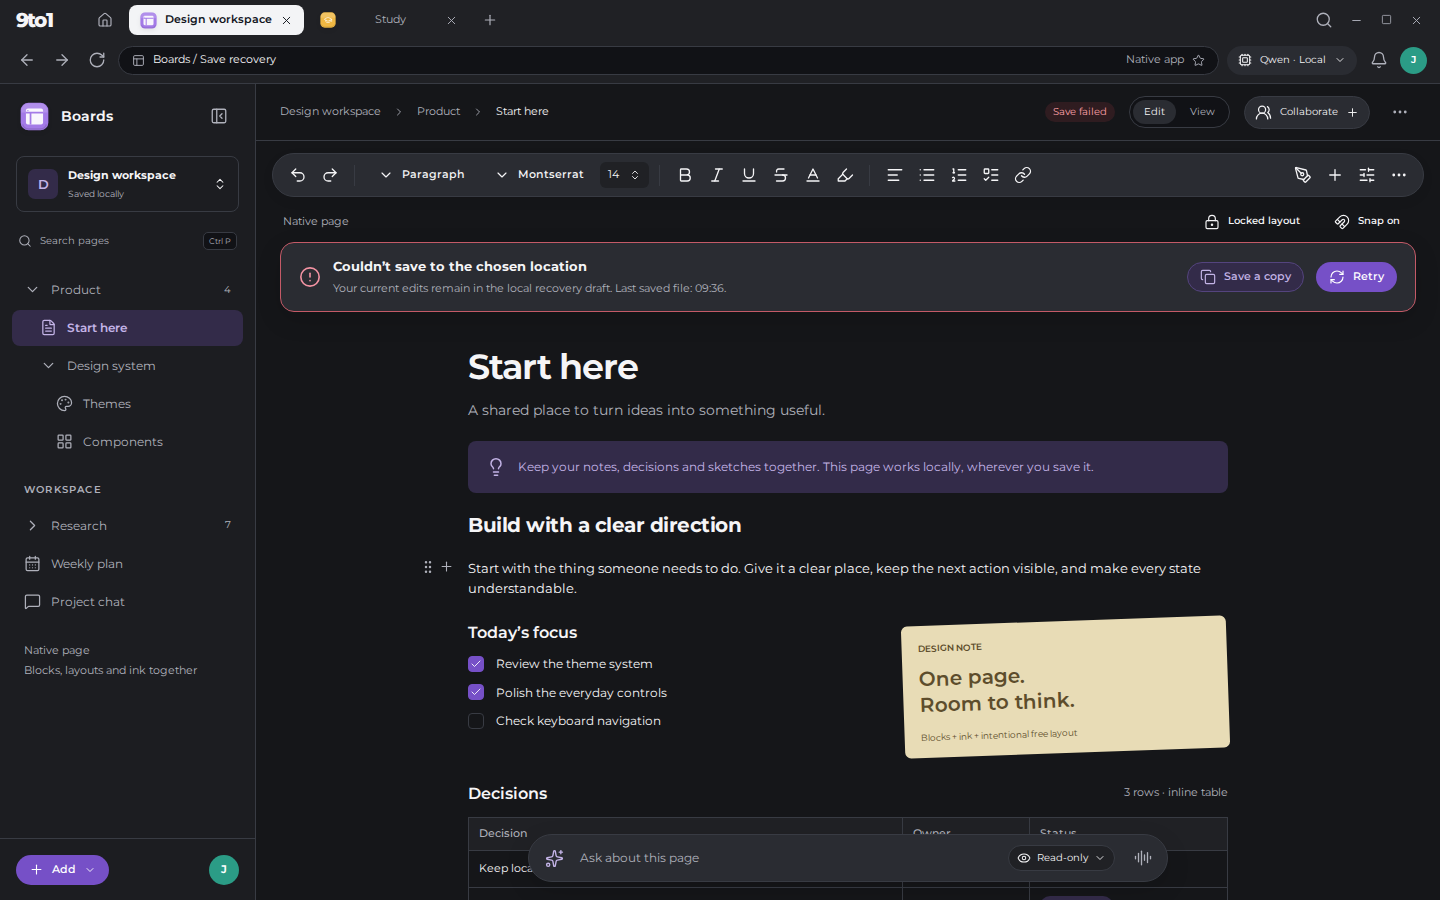 9to1
Design workspace
Study
Boards / Save recovery
Native app
Qwen · Local
J
Boards
Design workspace
Product
Start here
Save failed
Edit
View
Collaborate
D
Design workspace
Saved locally
Paragraph
Montserrat
14
Search pages
Ctrl P
Native page
Locked layout
Snap on
Couldn’t save to the chosen location
Your current edits remain in the local recovery draft. Last saved file: 09:36.
Save a copy
Retry
Product
4
Start here
Design system
Themes
Components
WORKSPACE
Research
7
Weekly plan
Project chat
Native page
Blocks, layouts and ink together
Add
J
Start here
A shared place to turn ideas into something useful.
Keep your notes, decisions and sketches together. This page works locally, wherever you save it.
Build with a clear direction
Start with the thing someone needs to do. Give it a clear place, keep the next action visible, and make every state
understandable.
Today’s focus
Review the theme system
Polish the everyday controls
Check keyboard navigation
DESIGN NOTE
One page.
Room to think.
Blocks + ink + intentional free layout
Decisions
3 rows · inline table
Decision
Owner
Status
Keep
Ask about this page
Read-only